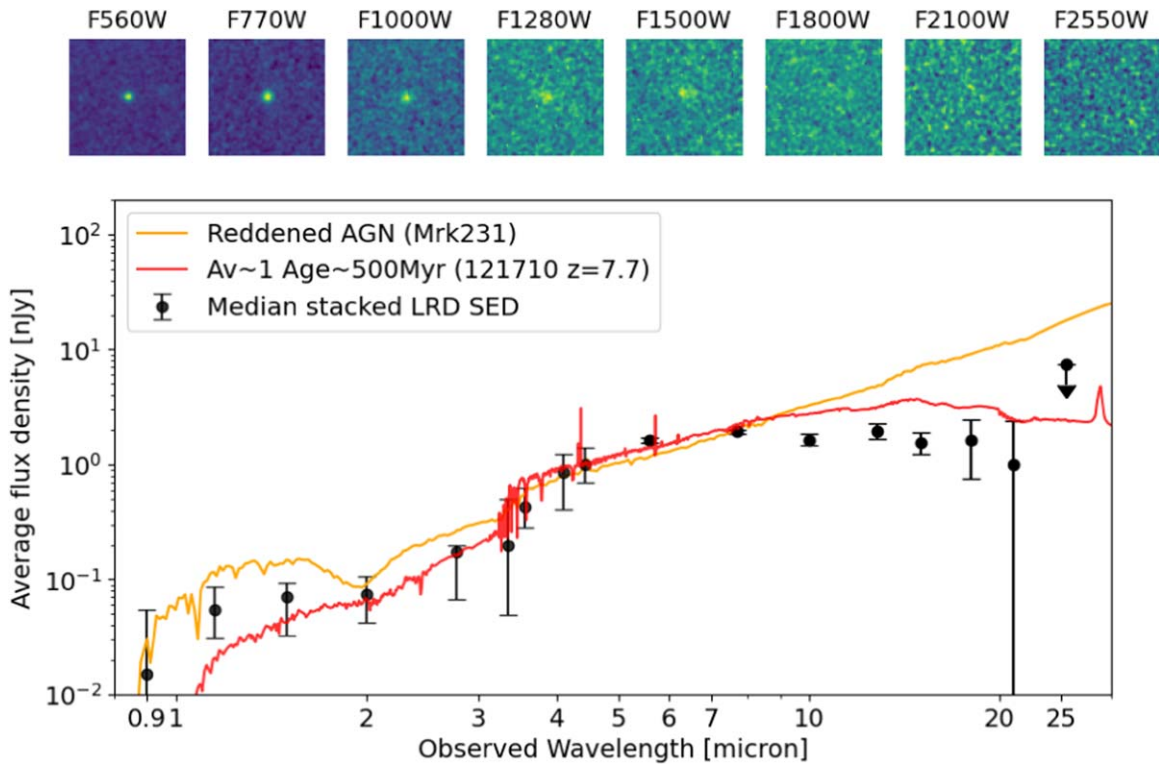 F560W F770W F1000W F1280W F1500W F1800W F2100W F2550W
Reddened AGN (Mrk231)
Av~1 Age~500Myr (121710 z=7.7)
Median stacked LRD SED
Average flux density [nJy]
10²
10¹
10⁰
10⁻¹
10⁻²
0.9 1 2 3 4 5 6 7 10 20 25
Observed Wavelength [micron]